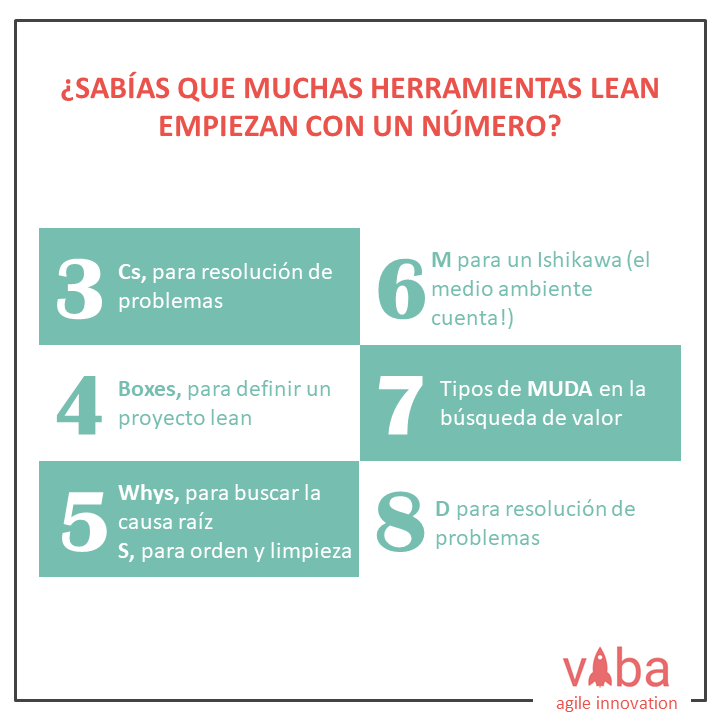 ¿SABÍAS QUE MUCHAS HERRAMIENTAS LEAN
EMPIEZAN CON UN NÚMERO?
3
Cs, para resolución de
problemas
4
Boxes, para definir un
proyecto lean
5
Whys, para buscar la
causa raíz
S, para orden y limpieza
6
M para un Ishikawa (el
medio ambiente
cuenta!)
7
Tipos de MUDA en la
búsqueda de valor
8
D para resolución de
problemas
viba
agile innovation